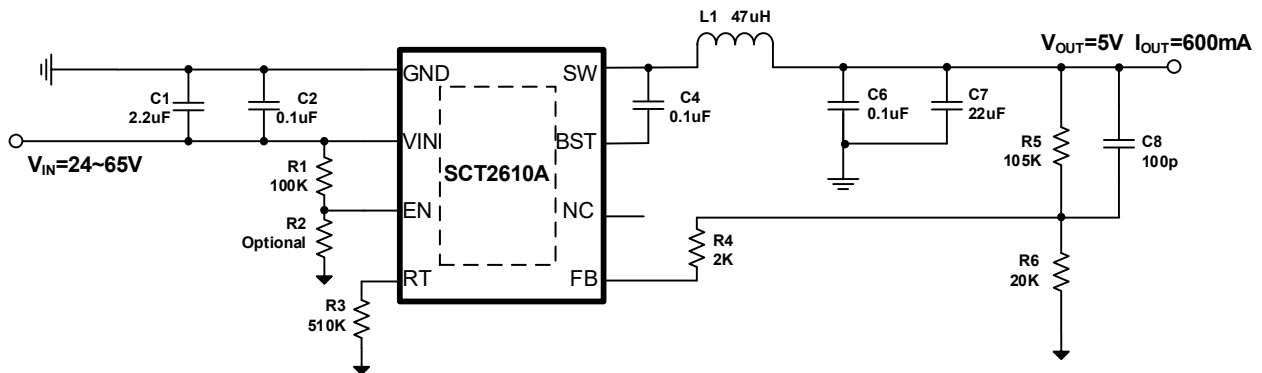 L1 47uH
VOUT=5V IOUT=600mA
GND
SW
C1
2.2uF
C2
0.1uF
C4
0.1uF
C6
0.1uF
C7
22uF
R5
105K
C8
100p
VIN
BST
VIN=24~65V
R1
100K
SCT2610A
EN
NC
R2
Optional
R4
2K
RT
FB
R6
20K
R3
510K